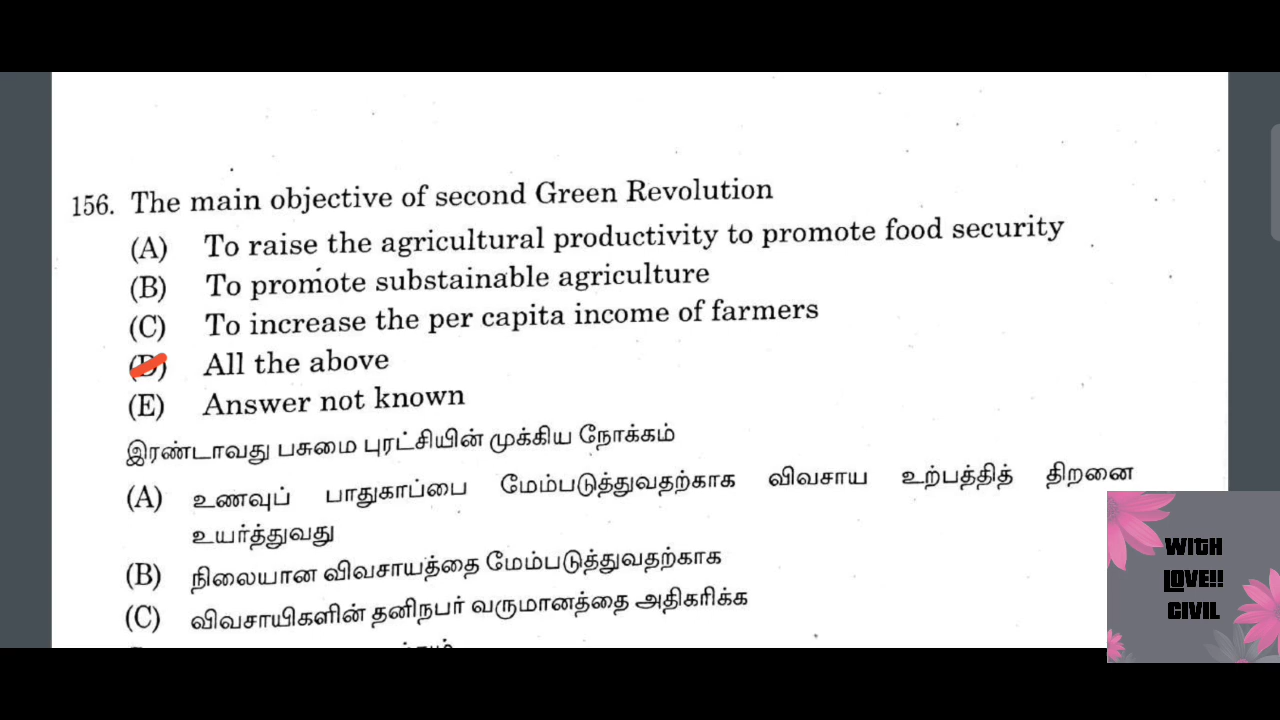 156. The main objective of second Green Revolution
(A) To raise the agricultural productivity to promote food security
(B) To promote substainable agriculture
(C) To increase the per capita income of farmers
(D) All the above
(E) Answer not known
இரண்டாவது பசுமை புரட்சியின் முக்கிய நோக்கம்
(A) உணவுப் பாதுகாப்பை மேம்படுத்துவதற்காக விவசாய உற்பத்தித் திறனை
உயர்த்துவது
(B) நிலையான விவசாயத்தை மேம்படுத்துவதற்காக
(C) விவசாயிகளின் தனிநபர் வருமானத்தை அதிகரிக்க
WITH
LOVE!!
CIVIL